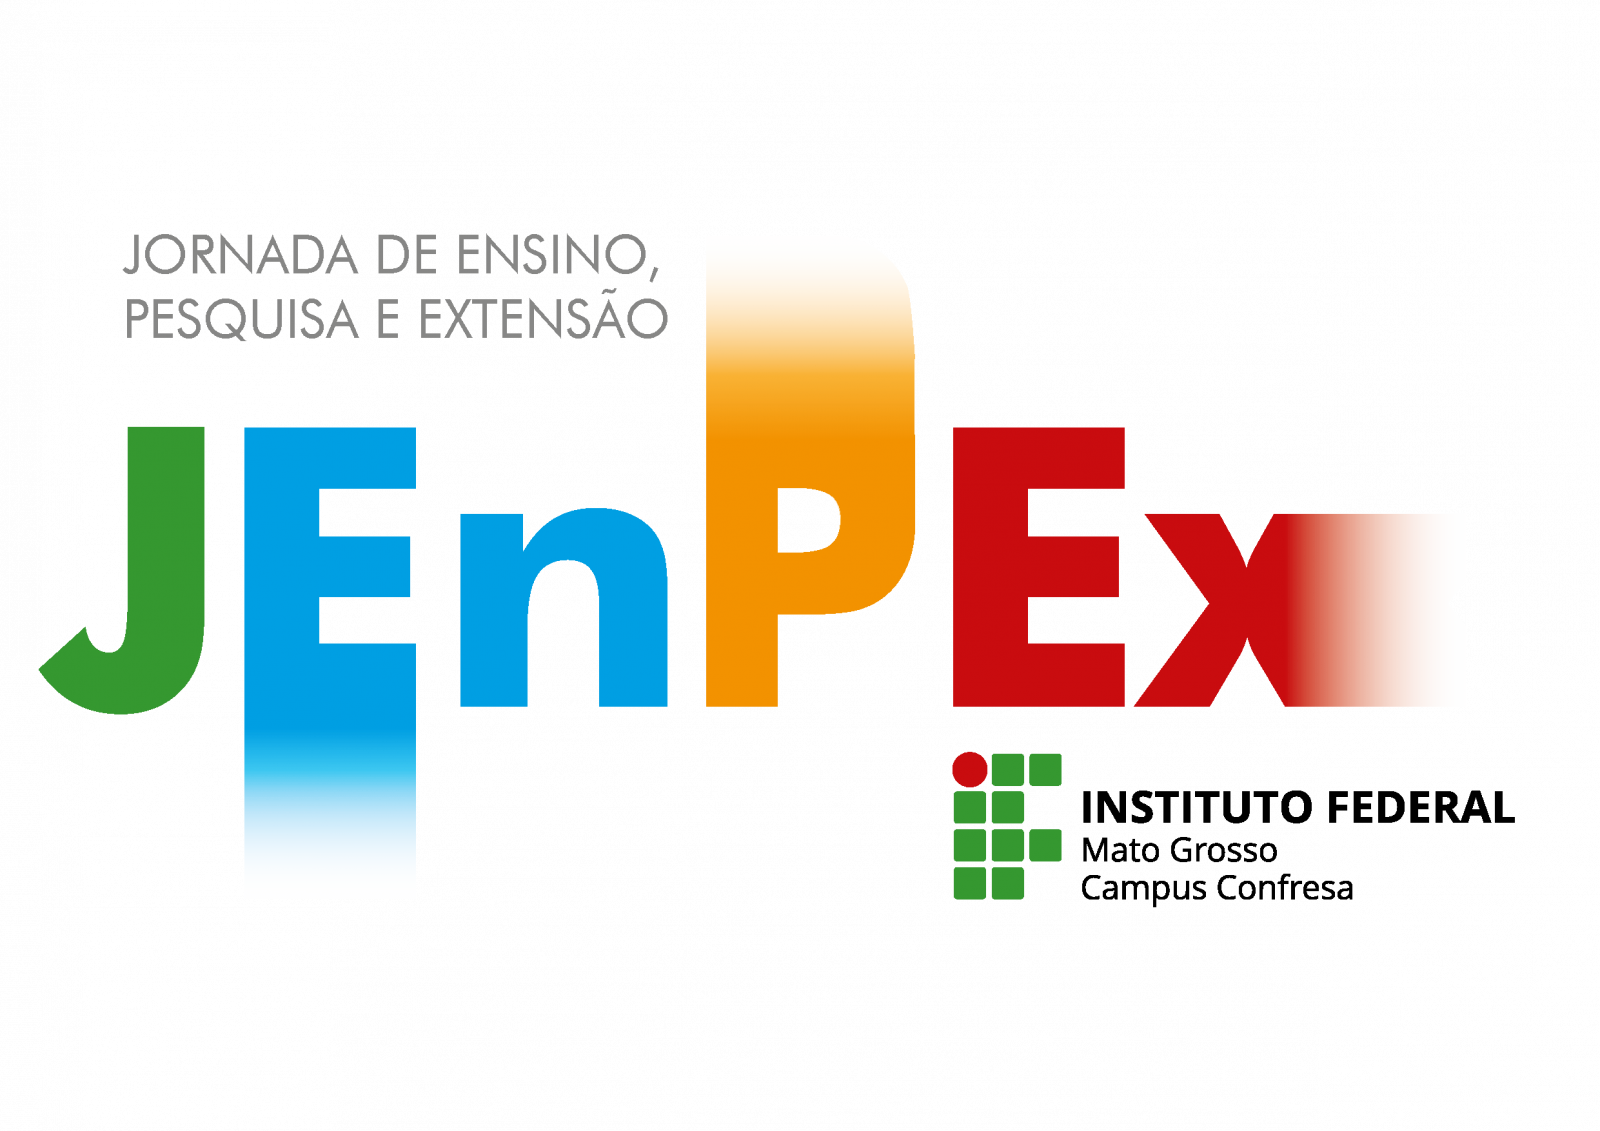 JORNADA DE ENSINO,
PESQUISA E EXTENSÃO
JEnPEx
INSTITUTO FEDERAL
Mato Grosso
Campus Confresa